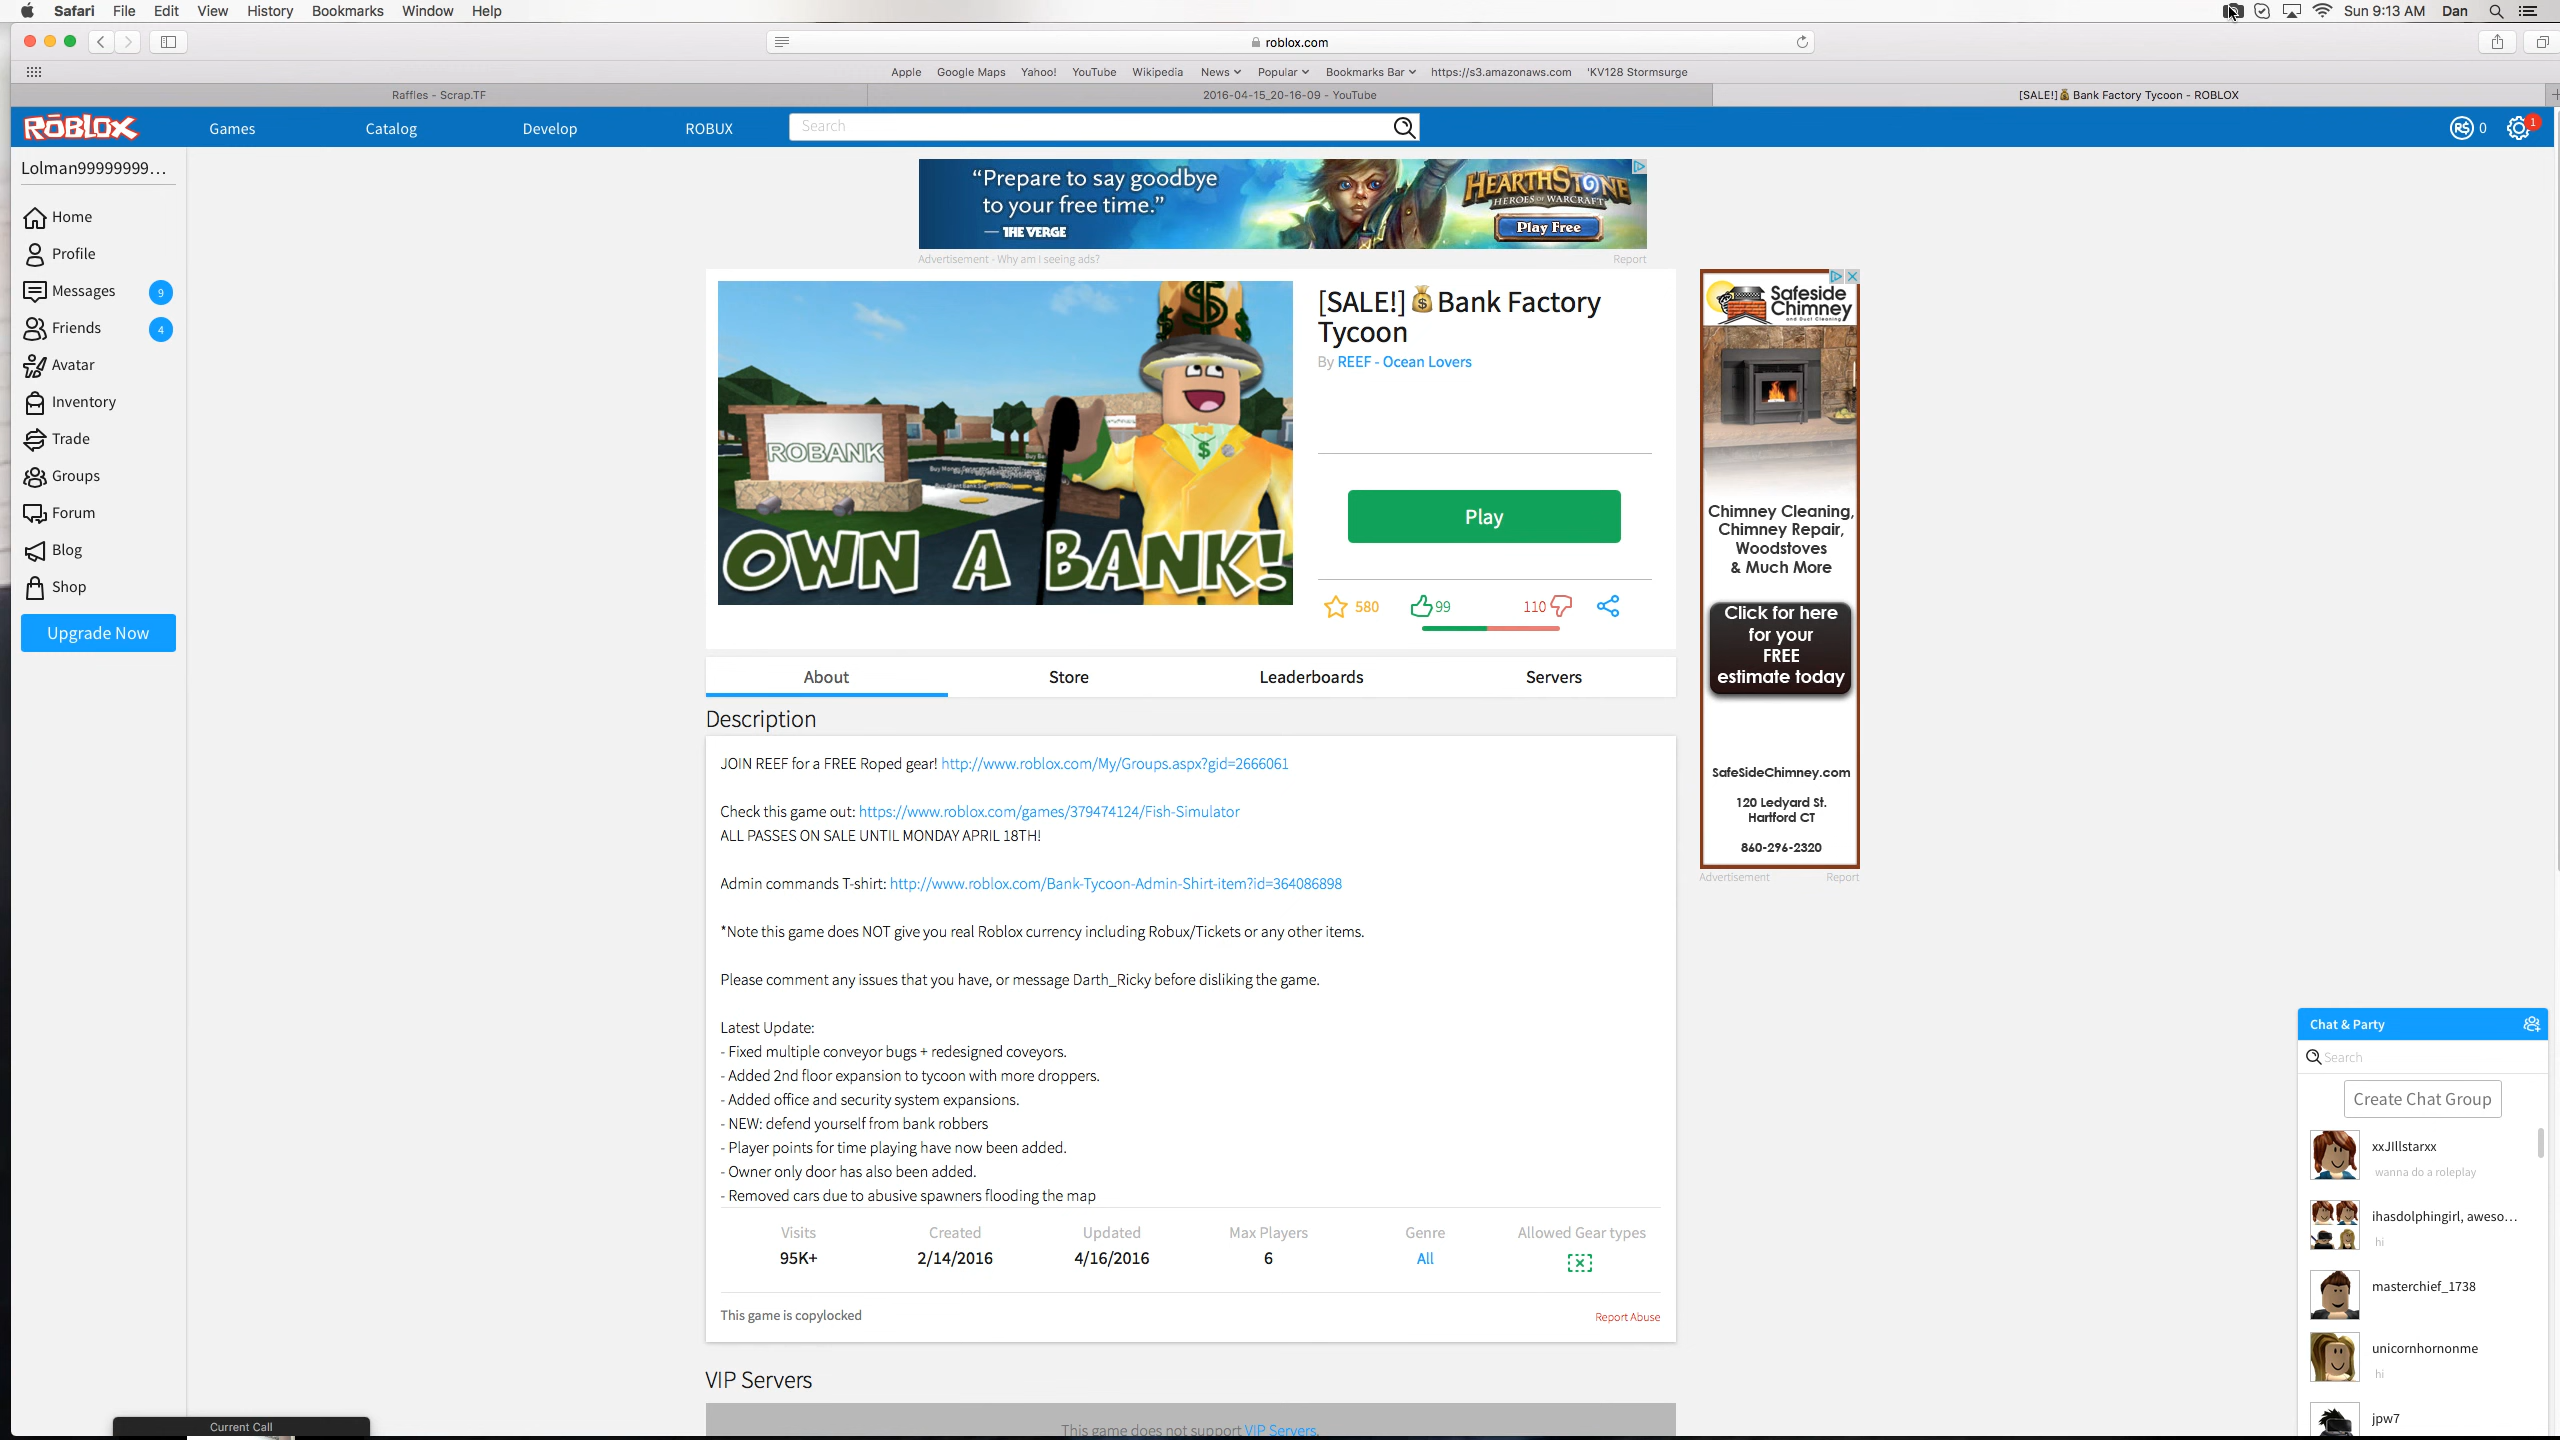 Safari File Edit View History Bookmarks Window Help
Sun 9:13 AM Dan
roblox.com
Apple Google Maps Yahoo! YouTube Wikipedia News Popular Bookmarks Bar https://s3.amazonaws.com 'KV128 Stormsurge
Raffles - Scrap.TF
2016-04-15_20-16-09 - YouTube
[SALE!]💰 Bank Factory Tycoon - ROBLOX
ROBLOX Games Catalog Develop ROBUX Search R$ 0 1
Lolman99999999...
Home
Profile
Messages 9
Friends 4
Avatar
Inventory
Trade
Groups
Forum
Blog
Shop
Upgrade Now
“Prepare to say goodbye
to your free time.”
— THE VERGE
HEARTHSTONE
HEROES OF WARCRAFT
Play Free
Advertisement - Why am I seeing ads?
Report
ROBANK
OWN A BANK!
[SALE!]💰Bank Factory
Tycoon
By REEF - Ocean Lovers
Play
580 99 110
Safeside
Chimney
and Duct Cleaning
Chimney Cleaning,
Chimney Repair,
Woodstoves
& Much More
Click for here
for your
FREE
estimate today
SafeSideChimney.com
120 Ledyard St.
Hartford CT
860-296-2320
Advertisement Report
About Store Leaderboards Servers
Description
JOIN REEF for a FREE Roped gear! http://www.roblox.com/My/Groups.aspx?gid=2666061
Check this game out: https://www.roblox.com/games/379474124/Fish-Simulator
ALL PASSES ON SALE UNTIL MONDAY APRIL 18TH!
Admin commands T-shirt: http://www.roblox.com/Bank-Tycoon-Admin-Shirt-item?id=364086898
*Note this game does NOT give you real Roblox currency including Robux/Tickets or any other items.
Please comment any issues that you have, or message Darth_Ricky before disliking the game.
Latest Update:
- Fixed multiple conveyor bugs + redesigned coveyors.
- Added 2nd floor expansion to tycoon with more droppers.
- Added office and security system expansions.
- NEW: defend yourself from bank robbers
- Player points for time playing have now been added.
- Owner only door has also been added.
- Removed cars due to abusive spawners flooding the map
Visits Created Updated Max Players Genre Allowed Gear types
95K+ 2/14/2016 4/16/2016 6 All
This game is copylocked
Report Abuse
VIP Servers
This game does not support VIP Servers.
Chat & Party
Search
Create Chat Group
xxJIllstarxx
wanna do a roleplay
ihasdolphingirl, aweso...
hi
masterchief_1738
unicornhornonme
hi
jpw7
Current Call